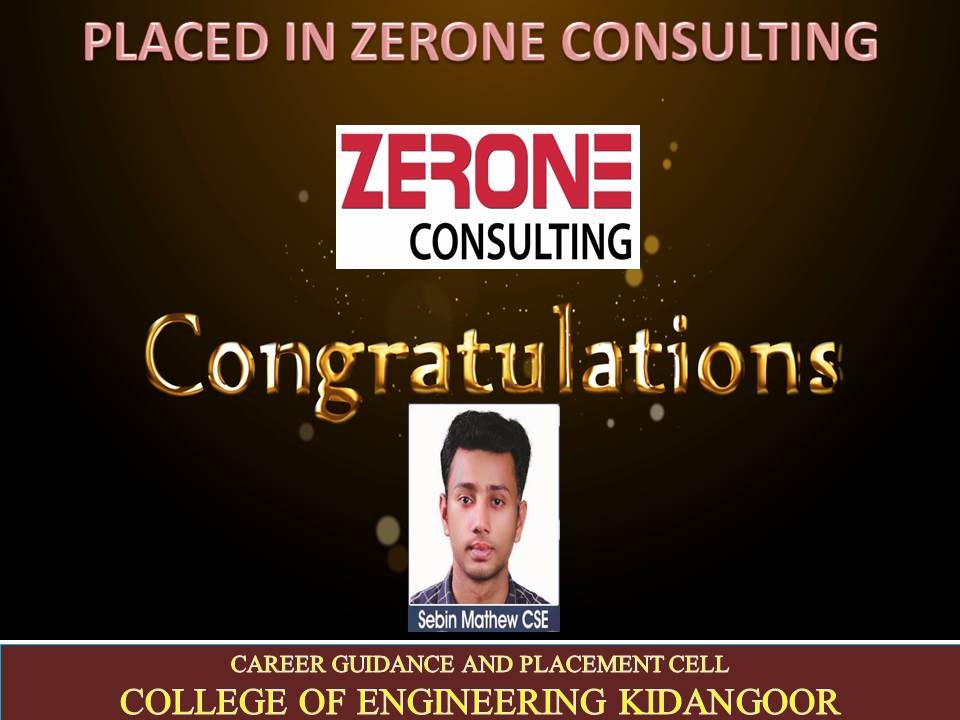 PLACED IN ZERONE CONSULTING
ZERONE
CONSULTING
Congratulations
Sebin Mathew CSE
CAREER GUIDANCE AND PLACEMENT CELL
COLLEGE OF ENGINEERING KIDANGOOR